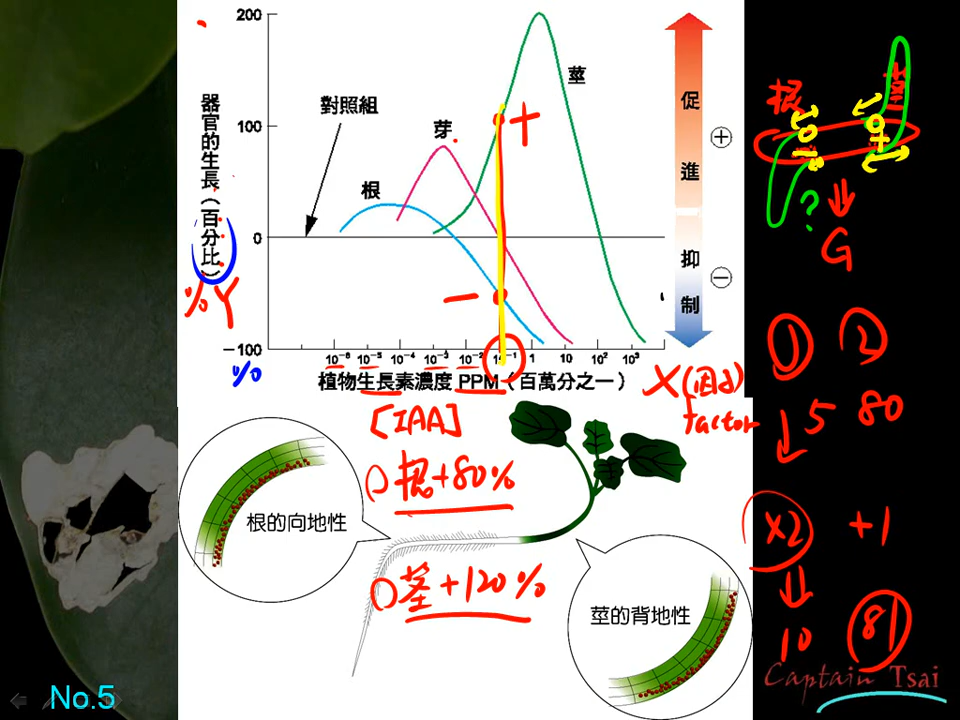 200
100
0
－100
器官的生長（百分比）
對照組
根
芽
莖
促進
＋
抑制
－
10⁻⁶ 10⁻⁵ 10⁻⁴ 10⁻³ 10⁻² 10⁻¹ 1 10 10² 10³
植物生長素濃度 PPM（百萬分之一）
%Y
%
+
−
X(因子)
factor
[IAA]
根+80%
莖+120%
根的向地性
莖的背地性
根 莖
?
G
① ②
5 80
x2 +1
10 81
Captain Tsai
No.5